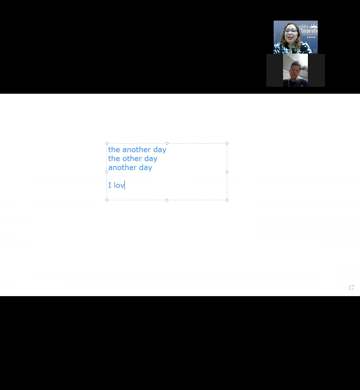 the another day
the other day
another day
I lov